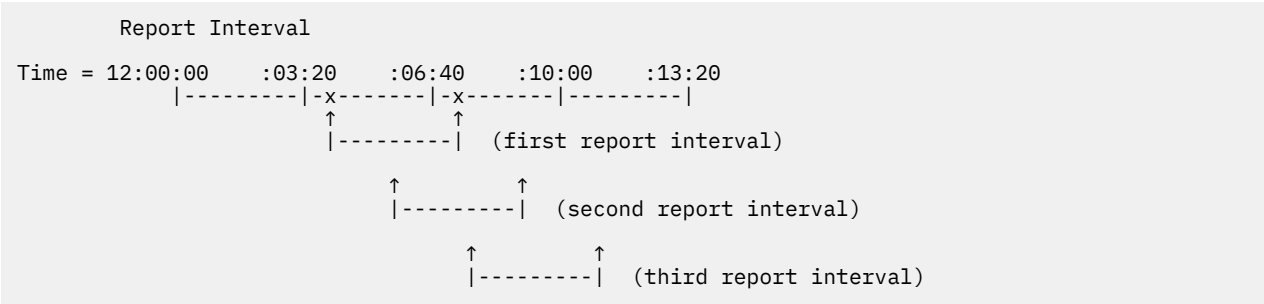 Report Interval
Time = 12:00:00    :03:20    :06:40    :10:00    :13:20
|---------|-x-------|-x-------|---------|
↑         ↑
|---------|  (first report interval)
↑         ↑
|---------|  (second report interval)
↑         ↑
|---------|  (third report interval)